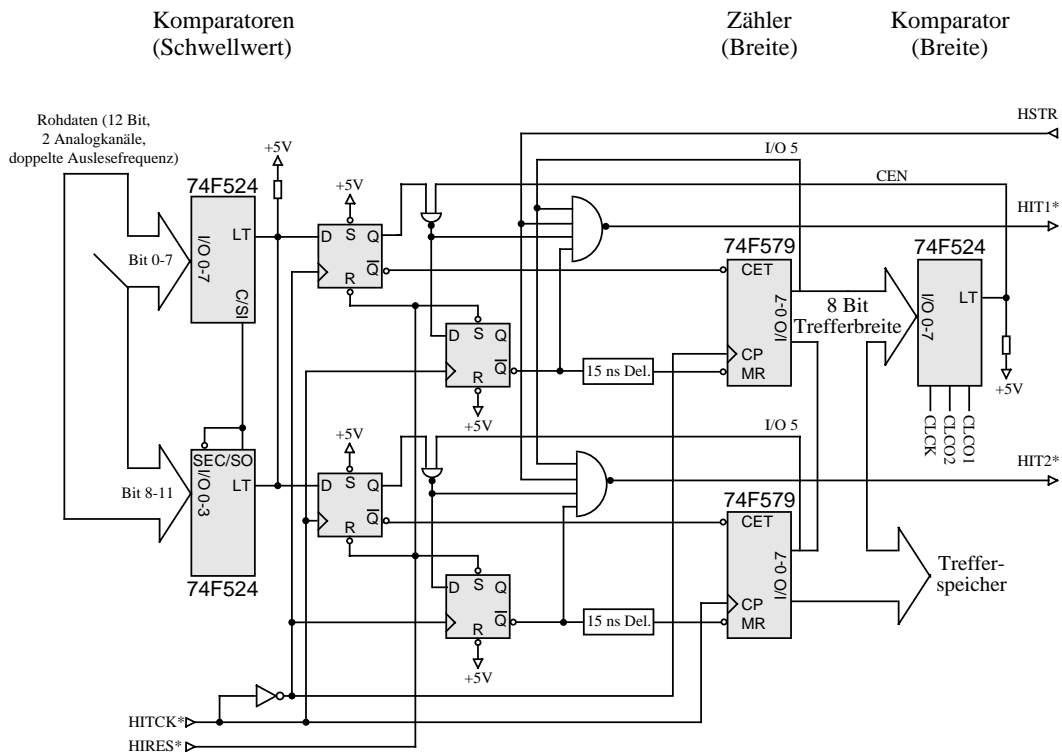 Komparatoren
(Schwellwert)
Zähler
(Breite)
Komparator
(Breite)
Rohdaten (12 Bit,
2 Analogkanäle,
doppelte Auslesefrequenz)
HSTR
I/O 5
CEN
HIT1*
+5V
+5V
74F524
I/O 0-7
LT
C/SI
Bit 0-7
D
S
Q
R
Q
74F579
CET
I/O 0-7
CP
MR
8 Bit
Trefferbreite
74F524
I/O 0-7
LT
+5V
CLCK
CLCO2
CLCO1
D
S
Q
R
Q
15 ns Del.
+5V
I/O 5
HIT2*
+5V
SE
C/SO
I/O 0-3
LT
Bit 8-11
74F524
D
S
Q
R
Q
74F579
CET
I/O 0-7
CP
MR
Treffer-
speicher
D
S
Q
R
Q
15 ns Del.
+5V
HITCK*
HIRES*